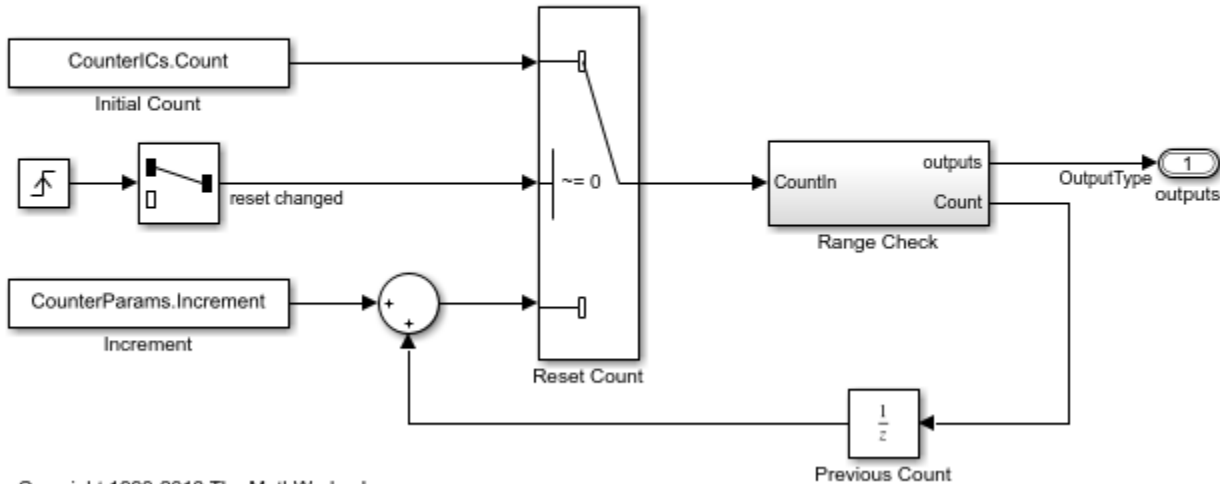 CounterICs.Count
Initial Count
reset changed
~= 0
CounterParams.Increment
Increment
+
+
Reset Count
CountIn
outputs
Count
Range Check
OutputType
1
outputs
1
z
Previous Count